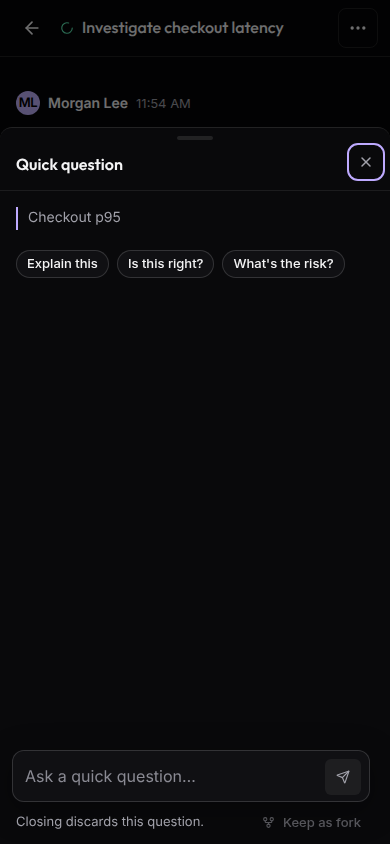 Investigate checkout latency
ML Morgan Lee 11:54 AM
Quick question
Checkout p95
Explain this Is this right? What's the risk?
Ask a quick question...
Closing discards this question. Keep as fork